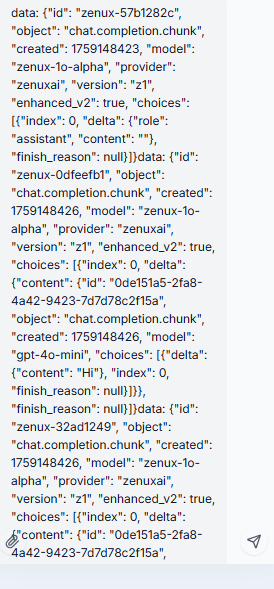 data: {"id": "zenux-57b1282c",
"object": "chat.completion.chunk",
"created": 1759148423, "model":
"zenux-1o-alpha", "provider":
"zenuxai", "version": "z1",
"enhanced_v2": true, "choices":
[{"index": 0, "delta": {"role":
"assistant", "content": ""},
"finish_reason": null}]}data: {"id":
"zenux-0dfeefb1", "object":
"chat.completion.chunk", "created":
1759148426, "model": "zenux-1o-
alpha", "provider": "zenuxai",
"version": "z1", "enhanced_v2": true,
"choices": [{"index": 0, "delta":
{"content": {"id": "0de151a5-2fa8-
4a42-9423-7d7d78c2f15a",
"object": "chat.completion.chunk",
"created": 1759148426, "model":
"gpt-4o-mini", "choices": [{"delta":
{"content": "Hi"}, "index": 0,
"finish_reason": null}]}},
"finish_reason": null}]}data: {"id":
"zenux-32ad1249", "object":
"chat.completion.chunk", "created":
1759148426, "model": "zenux-1o-
alpha", "provider": "zenuxai",
"version": "z1", "enhanced_v2": true,
"choices": [{"index": 0, "delta":
{"content": {"id": "0de151a5-2fa8-
4a42-9423-7d7d78c2f15a",